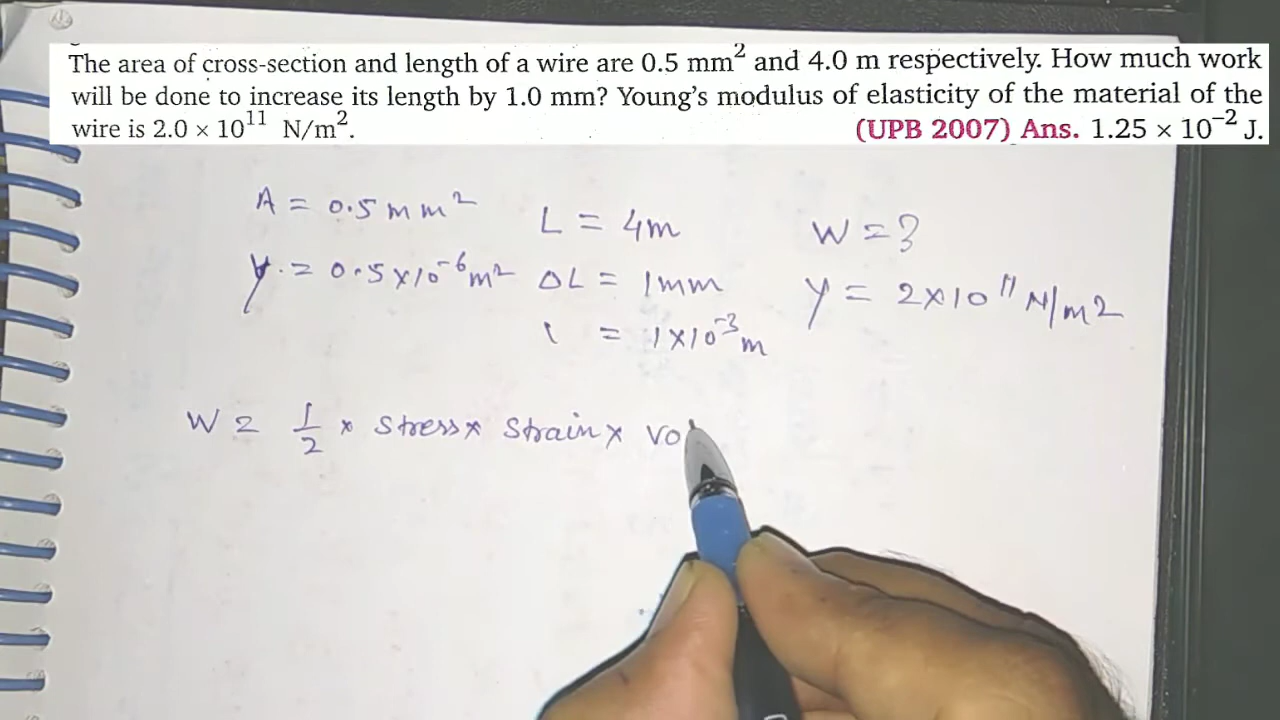 The area of cross-section and length of a wire are 0.5 mm² and 4.0 m respectively. How much work
will be done to increase its length by 1.0 mm? Young's modulus of elasticity of the material of the
wire is 2.0 × 10¹¹ N/m². (UPB 2007) Ans. 1.25 × 10⁻² J.
A = 0.5 mm² L = 4m W = ?
= 0.5×10⁻⁶m² ΔL = 1mm Y = 2×10¹¹ N/m2
= 1×10⁻³ m
W = 1/2 × Stress × Strain × vo